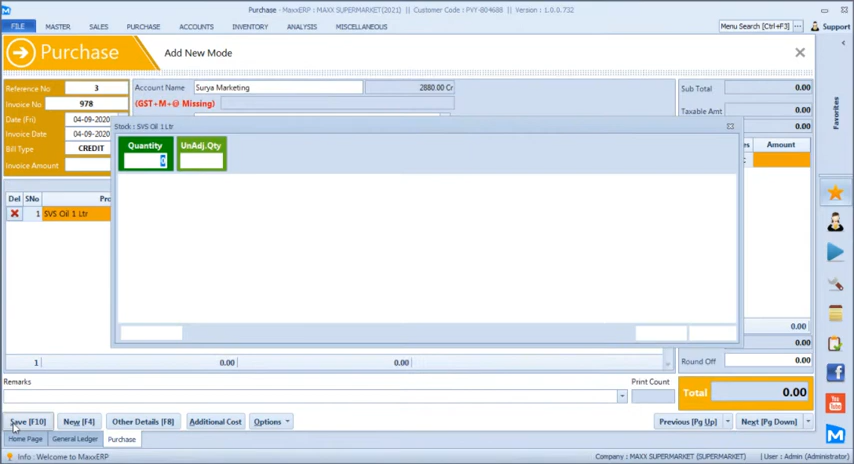 Purchase - MaxxERP : MAXX SUPERMARKET(2021) || Customer Code : PVY-804688 || Version : 1.0.0.732
FILE MASTER SALES PURCHASE ACCOUNTS INVENTORY ANALYSIS MISCELLANEOUS Menu Search [Ctrl+F3] ... Support
Purchase Add New Mode
Reference No 3 Account Name Surya Marketing 2880.00 Cr Sub Total 0.00
Invoice No. 978 (GST+M+@ Missing) Taxable Amt 0.00
Date (Fri) 04-09-2020 Stock : SVS Oil 1 Ltr 0.00
Invoice Date 04-09-2020
Bill Type CREDIT Quantity UnAdj.Qty Amount
Invoice Amount 0
Favorites
Del SNo
1 SVS Oil 1 Ltr
0.00
0.00
1 0.00 0.00 Round Off 0.00
Remarks Print Count
Total 0.00
Save [F10] New [F4] Other Details [F8] Additional Cost Options Previous [Pg Up] Next [Pg Down]
Home Page General Ledger Purchase
Info : Welcome to MaxxERP Company : MAXX SUPERMARKET (SUPERMARKET) User : Admin (Administrator)